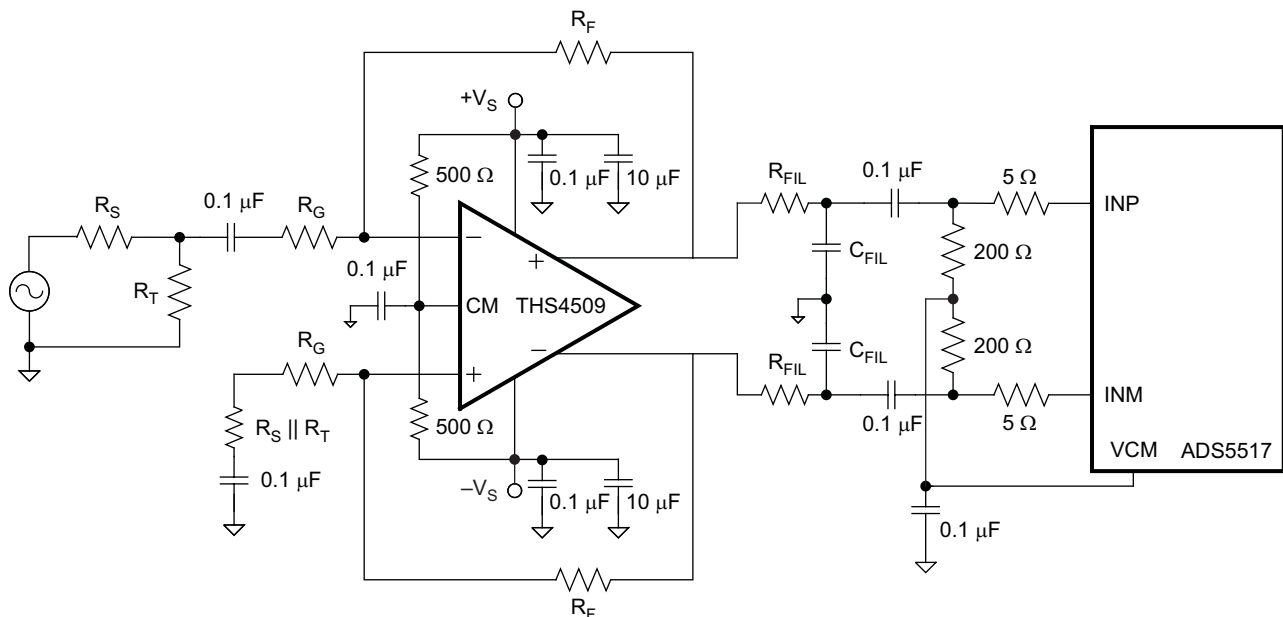 R_F
+V_S
500 Ω
0.1 μF
10 μF
0.1 μF
5 Ω
R_FIL
INP
R_S
0.1 μF
R_G
200 Ω
C_FIL
−
+
0.1 μF
R_T
CM
THS4509
R_G
−
+
C_FIL
200 Ω
R_FIL
INM
R_S || R_T
500 Ω
0.1 μF
5 Ω
VCM
ADS5517
0.1 μF
–V_S
0.1 μF
10 μF
0.1 μF
R_F